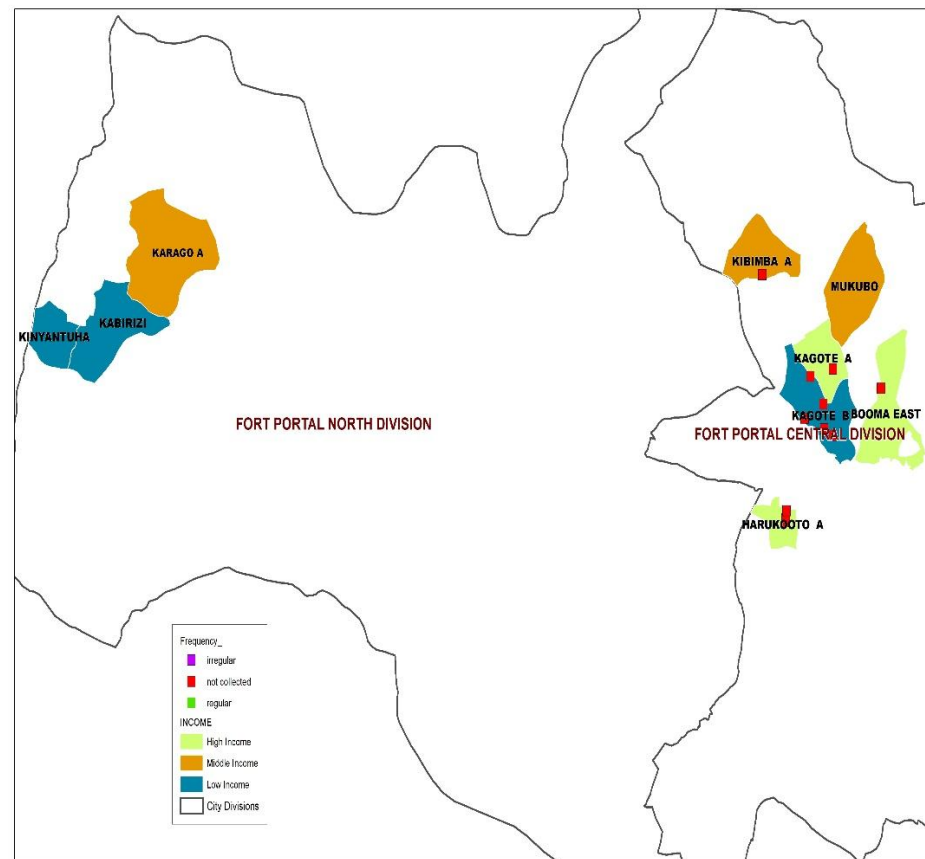 KARAGO A
KIBIMBA A
MUKUBO
KABIRIZI
KINYANTUHA
KAGOTE A
KAGOTE B
BOOMA EAST
FORT PORTAL NORTH DIVISION
FORT PORTAL CENTRAL DIVISION
HARUKOOTO A
Frequency_
irregular
not collected
regular
INCOME
High Income
Middle Income
Low Income
City Divisions